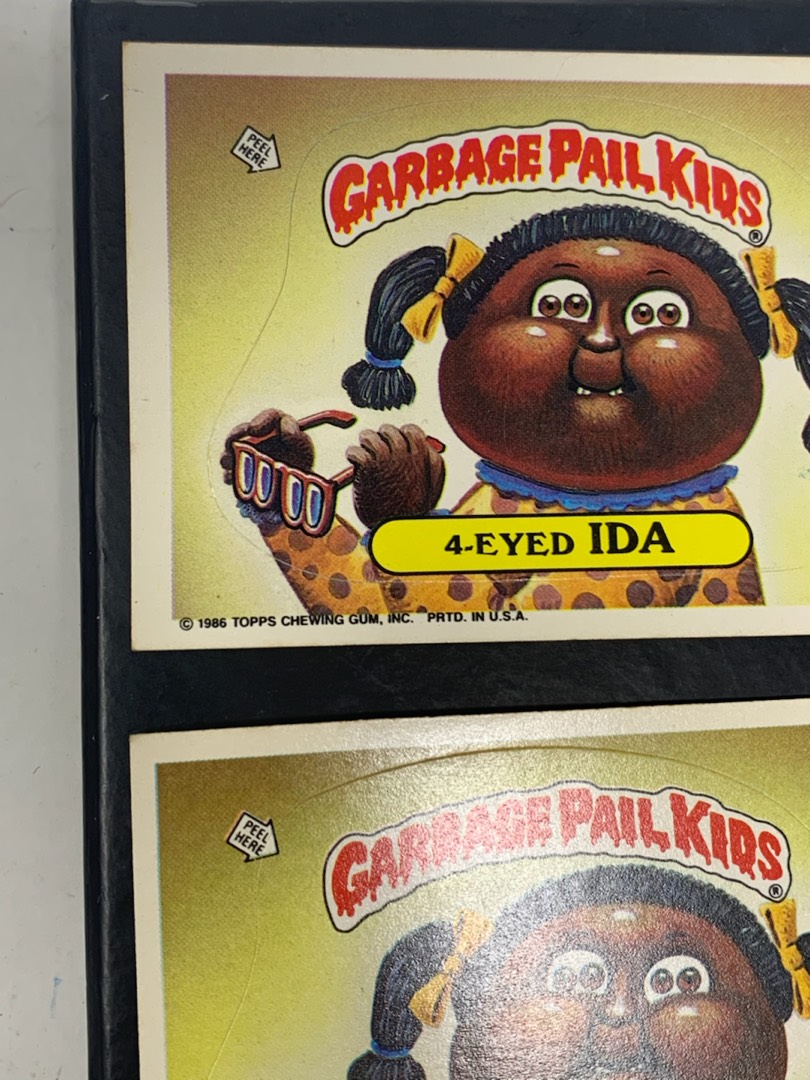 PEEL
HERE
GARBAGE PAIL KIDS
®
4-EYED IDA
© 1986 TOPPS CHEWING GUM, INC. PRTD. IN U.S.A.
PEEL
HERE
GARBAGE PAIL KIDS
®